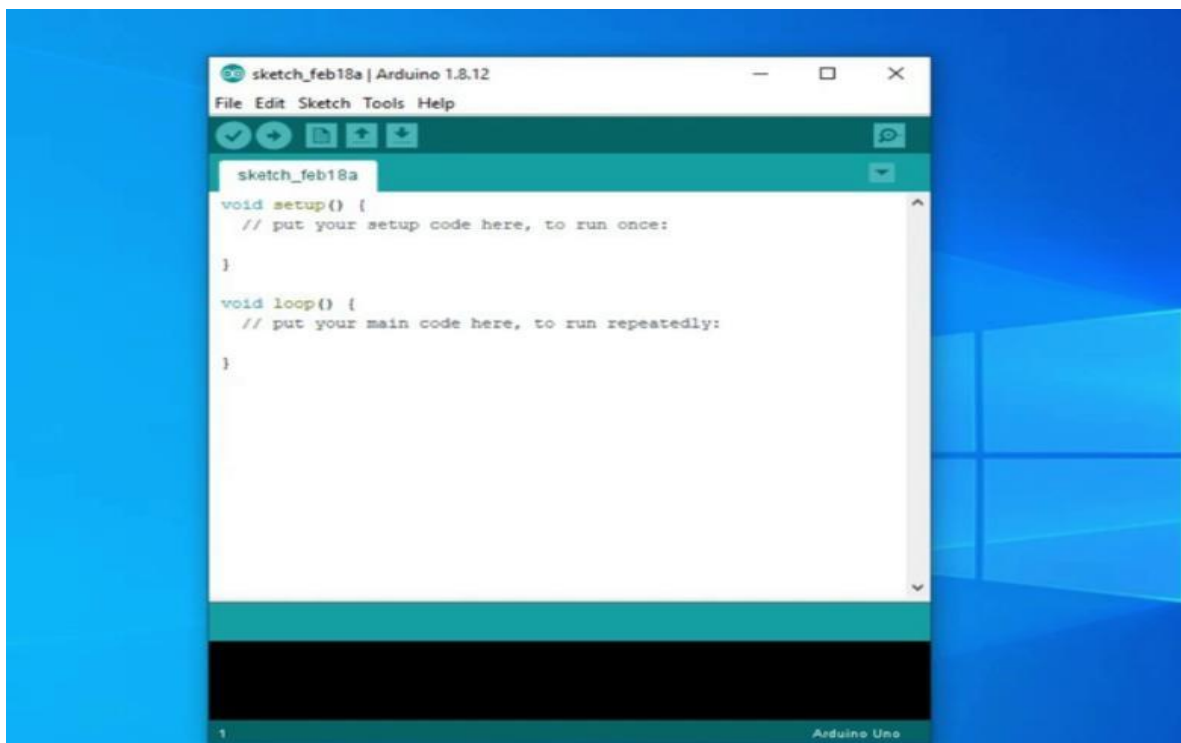 sketch_feb18a | Arduino 1.8.12
File Edit Sketch Tools Help
sketch_feb18a
void setup() {
  // put your setup code here, to run once:
}
void loop() {
  // put your main code here, to run repeatedly:
}
1 Arduino Uno